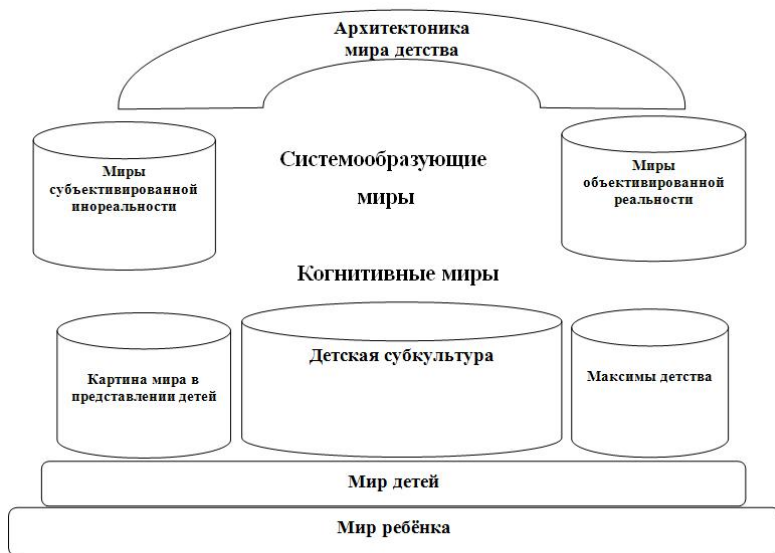 Архитектоника
мира детства
Миры
субъективированной
инореальности
Системообразующие
миры
Миры
объективированной
реальности
Когнитивные миры
Картина мира в
представлении детей
Детская субкультура
Максимы детства
Мир детей
Мир ребёнка